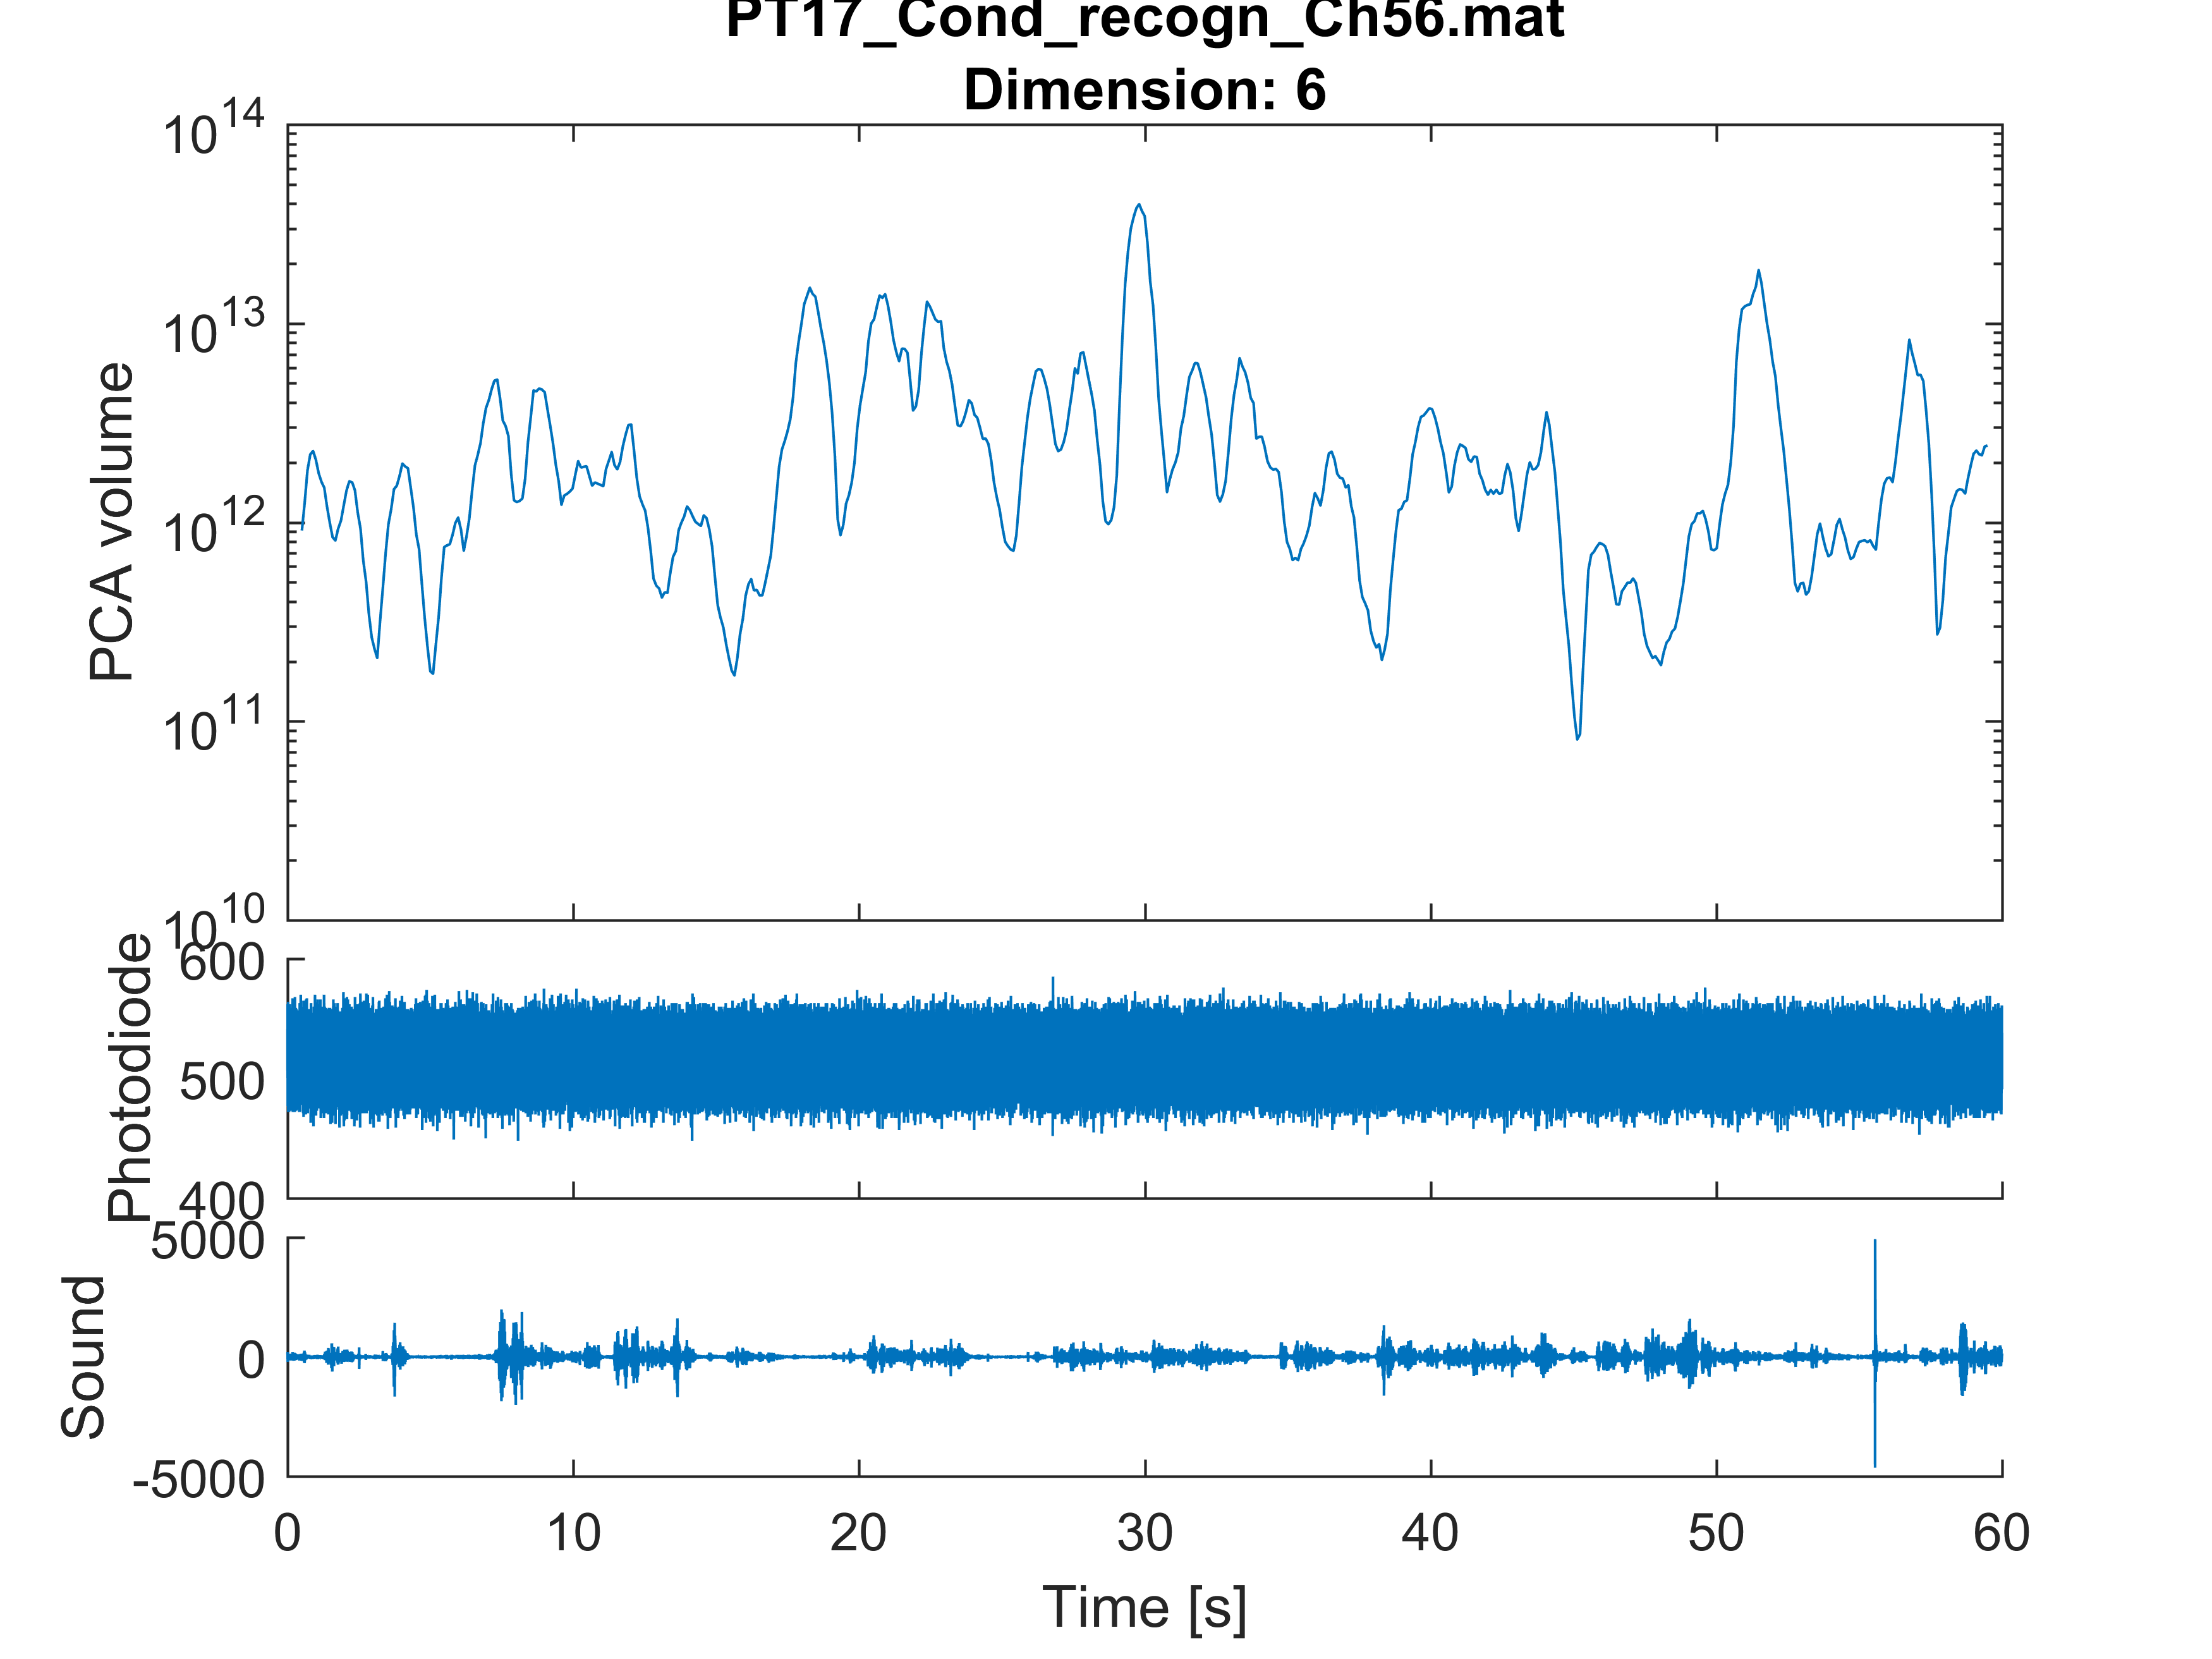 PT17_Cond_recogn_Ch56.mat
Dimension: 6
10^14
10^13
10^12
10^11
10^10
PCA volume
600
500
400
Photodiode
5000
0
-5000
Sound
0 10 20 30 40 50 60
Time [s]